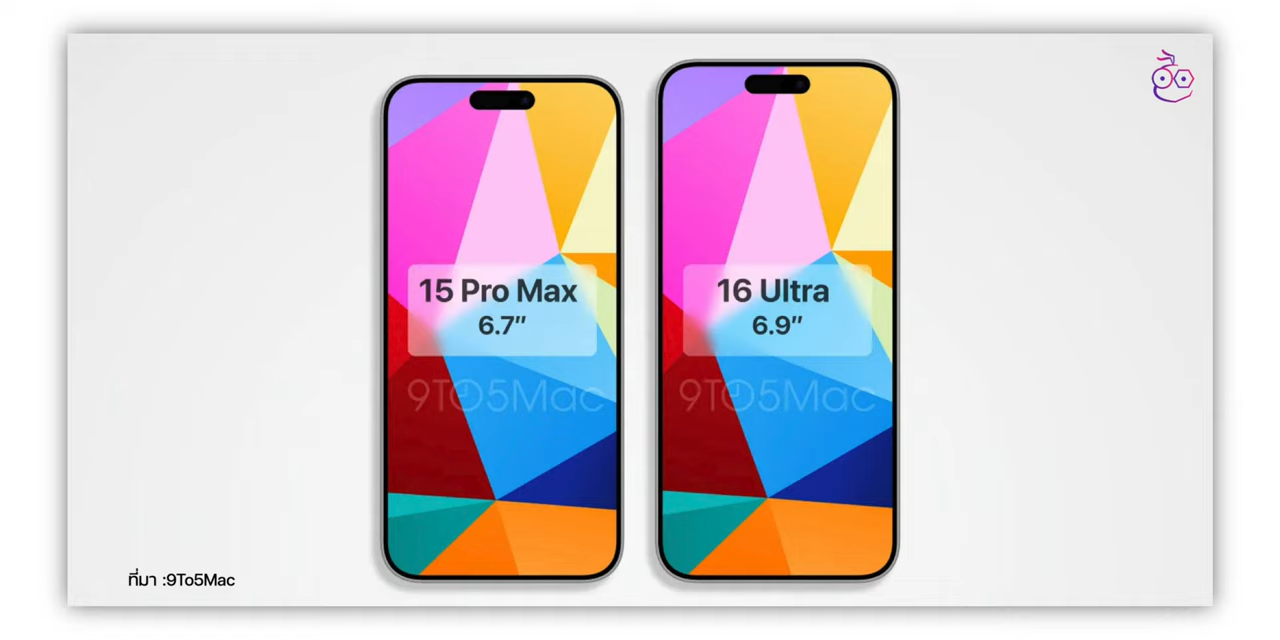 15 Pro Max
6.7″
9TO5Mac
16 Ultra
6.9″
9TO5Mac
ที่มา :9To5Mac